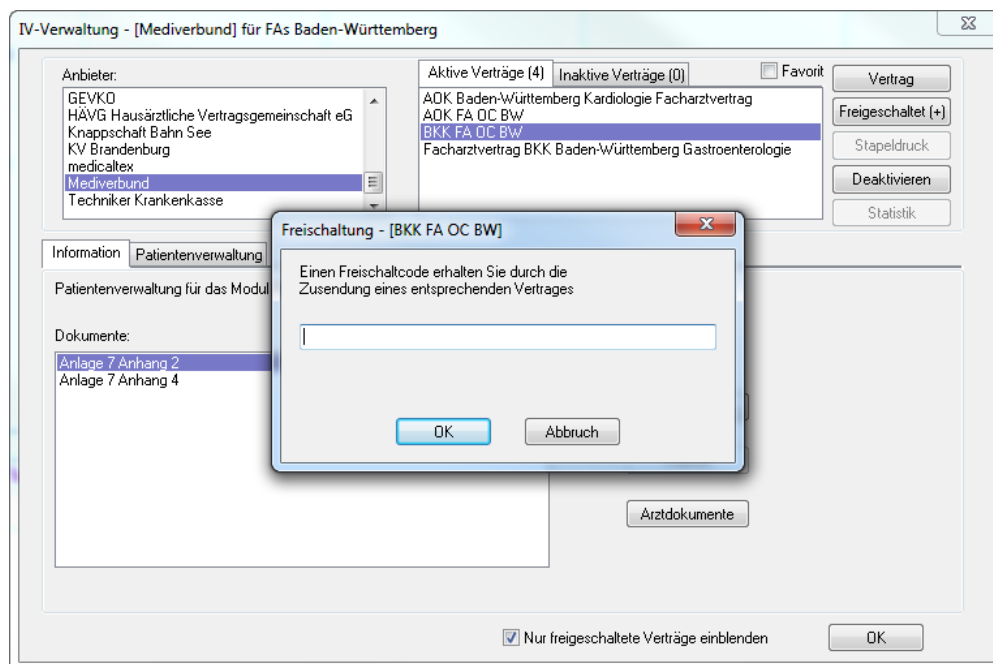 IV-Verwaltung - [Mediverbund] für FAs Baden-Württemberg
Anbieter:
GEVKO
HÄVG Hausärztliche Vertragsgemeinschaft eG
Knappschaft Bahn See
KV Brandenburg
medicaltex
Mediverbund
Techniker Krankenkasse
Aktive Verträge (4)
Inaktive Verträge (0)
Favorit
AOK Baden-Württemberg Kardiologie Facharztvertrag
AOK FA OC BW
BKK FA OC BW
Facharztvertrag BKK Baden-Württemberg Gastroenterologie
Vertrag
Freigeschaltet (+)
Stapeldruck
Deaktivieren
Statistik
Information
Patientenverwaltung
Patientenverwaltung für das Modul
Dokumente:
Anlage 7 Anhang 2
Anlage 7 Anhang 4
Freischaltung - [BKK FA OC BW]
Einen Freischaltcode erhalten Sie durch die
Zusendung eines entsprechenden Vertrages
OK
Abbruch
Arztdokumente
Nur freigeschaltete Verträge einblenden
OK